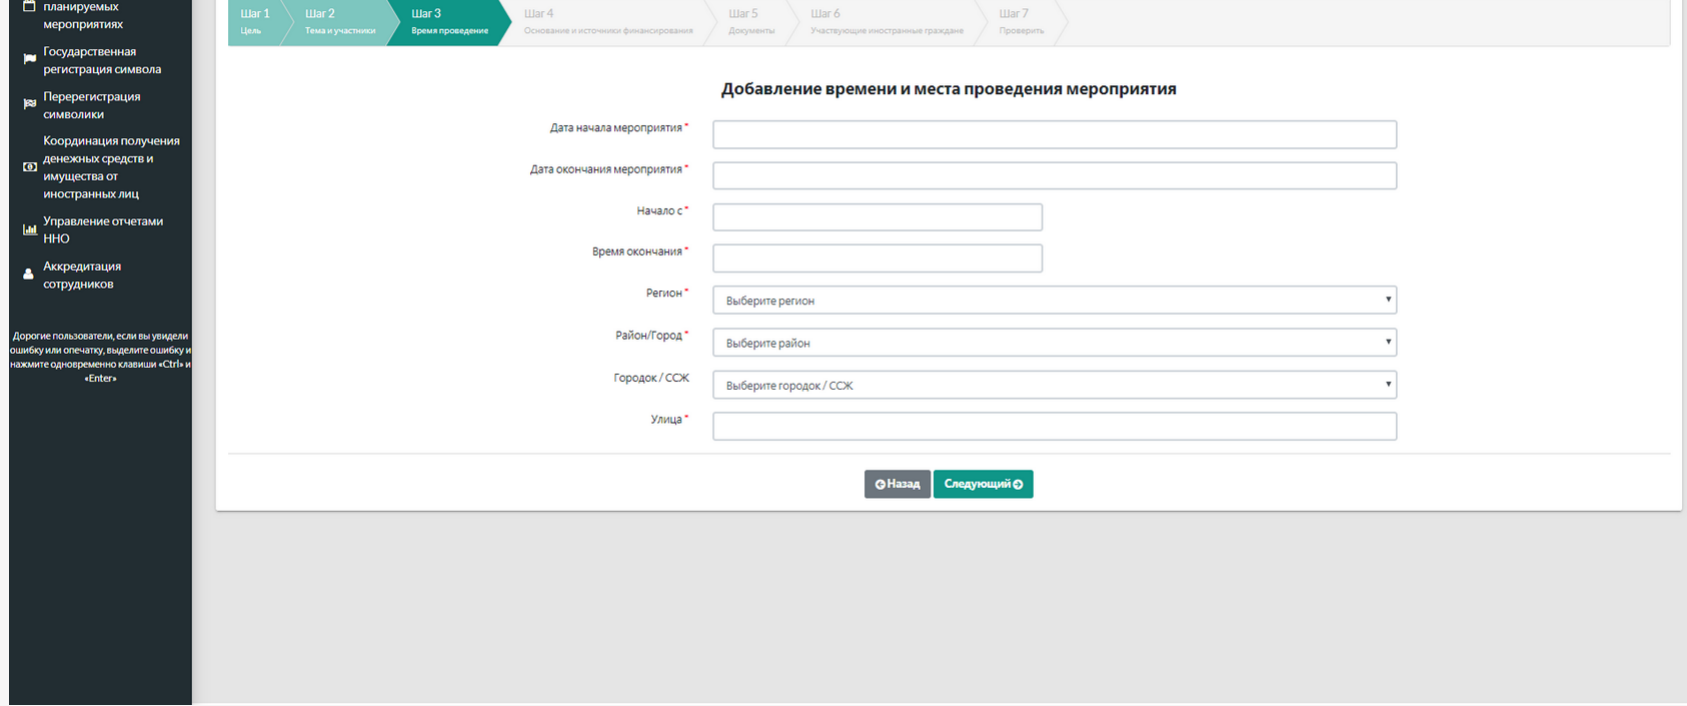 планируемых
мероприятиях
Государственная
регистрация символа
Перерегистрация
символики
Координация получения
денежных средств и
имущества от
иностранных лиц
Управление отчетами
ННО
Аккредитация
сотрудников
Дорогие пользователи, если вы увидели
ошибку или опечатку, выделите ошибку и
нажмите одновременно клавиши «Ctrl» и
«Enter»
Шаг 1
Цель
Шаг 2
Тема и участники
Шаг 3
Время проведение
Шаг 4
Основание и источники финансирования
Шаг 5
Документы
Шаг 6
Участвующие иностранные граждане
Шаг 7
Проверить
Добавление времени и места проведения мероприятия
Дата начала мероприятия *
Дата окончания мероприятия *
Начало с *
Время окончания *
Регион * Выберите регион
Район/Город * Выберите район
Городок / ССЖ Выберите городок / ССЖ
Улица *
Назад Следующий